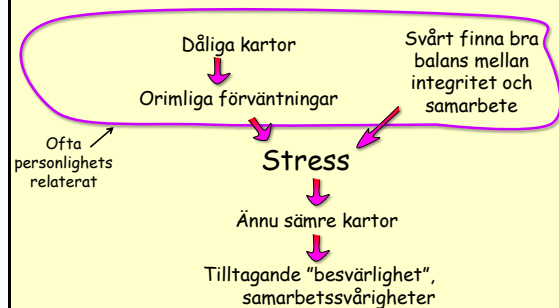 Dåliga kartor
Orimliga förväntningar
Svårt finna bra
balans mellan
integritet och
samarbete
Ofta
personlighets
relaterat
Stress
Ännu sämre kartor
Tilltagande ”besvärlighet”,
samarbetssvårigheter